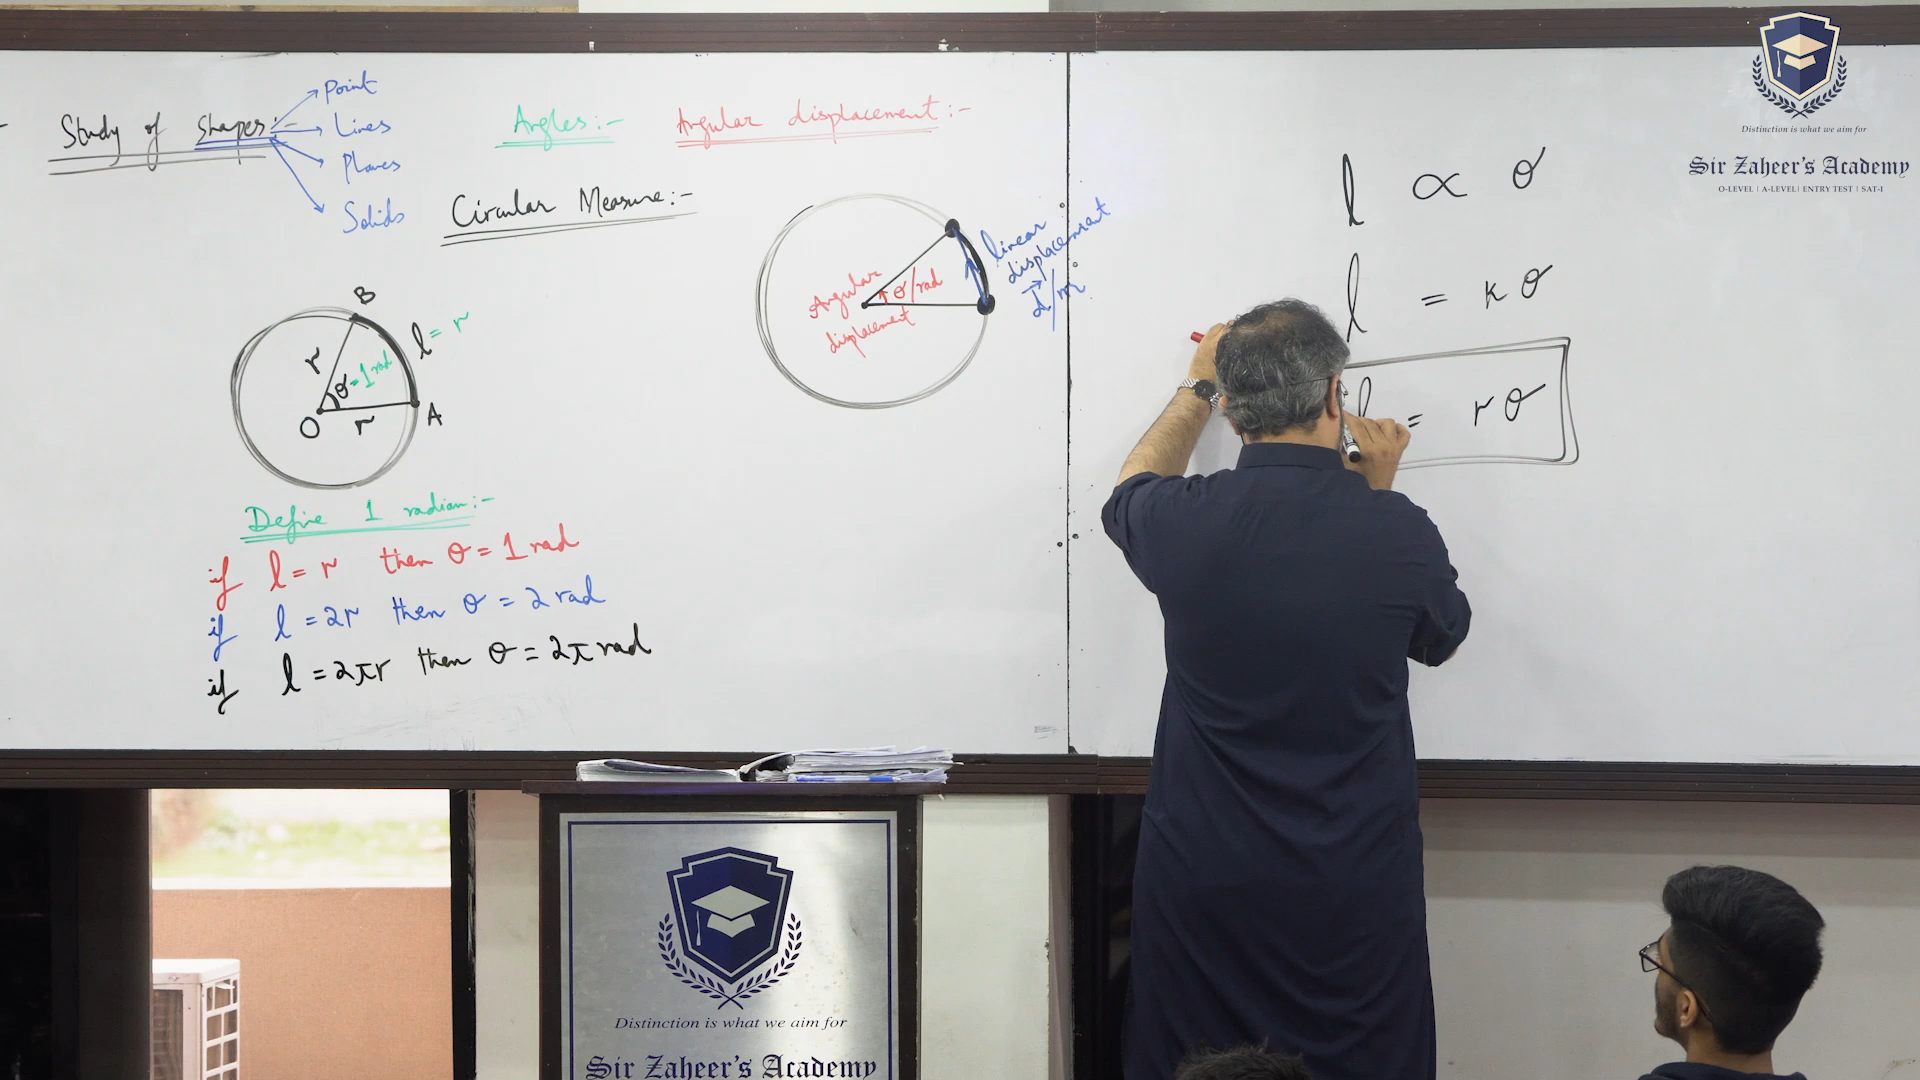 Study of shapes:-
Point
Lines
Planes
Solids
Angles:-
Angular displacement:-
Circular Measure:-
B
l = r
r
θ = 1 rad
O
r
A
Angular
displacement
θ/rad
linear
displacement
d/m
Define 1 radian:-
if l = r then θ = 1 rad
if l = 2r then θ = 2 rad
if l = 2πr then θ = 2π rad
l ∝ θ
l = kθ
l = rθ
Distinction is what we aim for
Sir Zaheer's Academy
O-LEVEL | A-LEVEL | ENTRY TEST | SAT-I
Distinction is what we aim for
Sir Zaheer's Academy